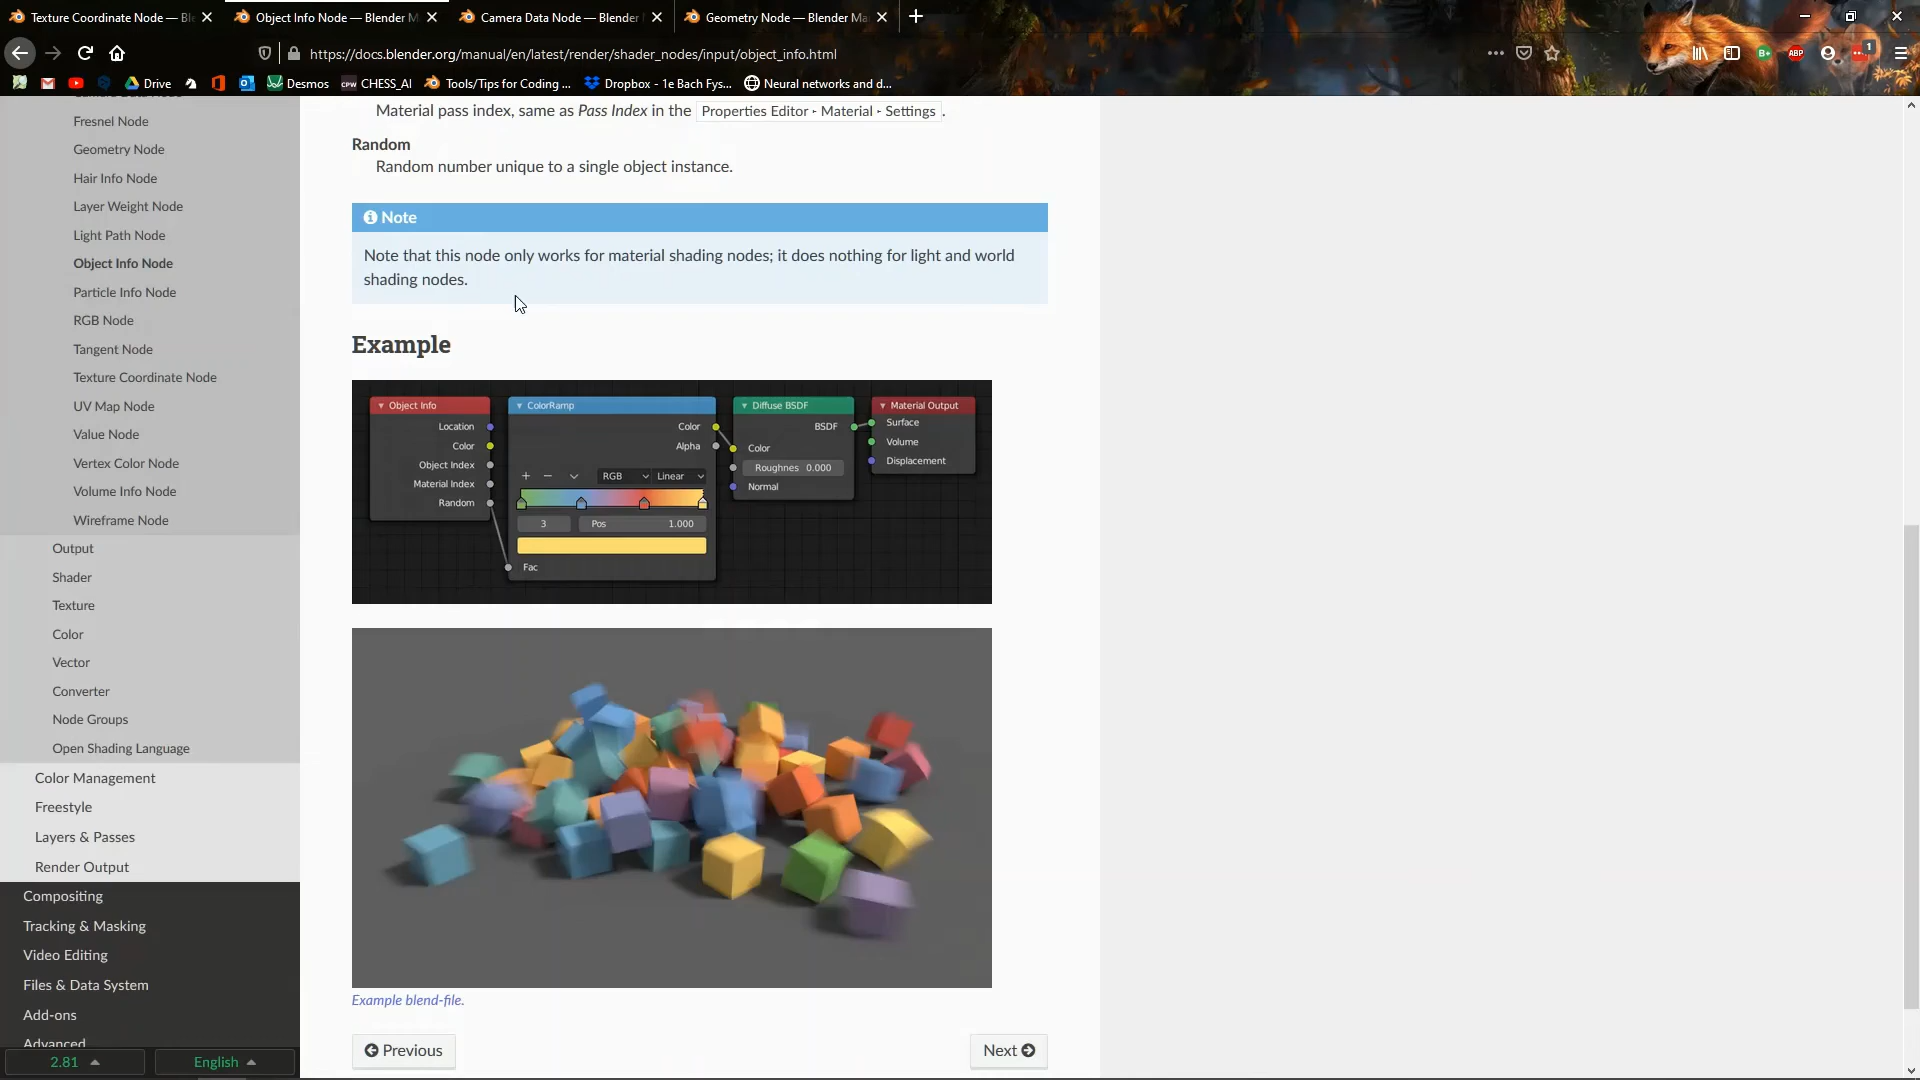 Texture Coordinate Node — Ble
Object Info Node — Blender M
Camera Data Node — Blender
Geometry Node — Blender Ma
https://docs.blender.org/manual/en/latest/render/shader_nodes/input/object_info.html
1
Drive
Desmos
CPW CHESS_AI
Tools/Tips for Coding ...
Dropbox - 1e Bach Fys...
Neural networks and d...
B+
ABP
Fresnel Node
Geometry Node
Hair Info Node
Layer Weight Node
Light Path Node
Object Info Node
Particle Info Node
RGB Node
Tangent Node
Texture Coordinate Node
UV Map Node
Value Node
Vertex Color Node
Volume Info Node
Wireframe Node
Output
Shader
Texture
Color
Vector
Converter
Node Groups
Open Shading Language
Color Management
Freestyle
Layers & Passes
Render Output
Compositing
Tracking & Masking
Video Editing
Files & Data System
Add-ons
Advanced
2.81
English
Material pass index, same as Pass Index in the Properties Editor ‣ Material ‣ Settings.
Random
Random number unique to a single object instance.
Note
Note that this node only works for material shading nodes; it does nothing for light and world
shading nodes.
Example
Object Info
Location
Color
Object Index
Material Index
Random
ColorRamp
Color
Alpha
+ − RGB Linear
3 Pos 1.000
Fac
Diffuse BSDF
BSDF
Color
Roughnes 0.000
Normal
Material Output
Surface
Volume
Displacement
Example blend-file.
Previous
Next